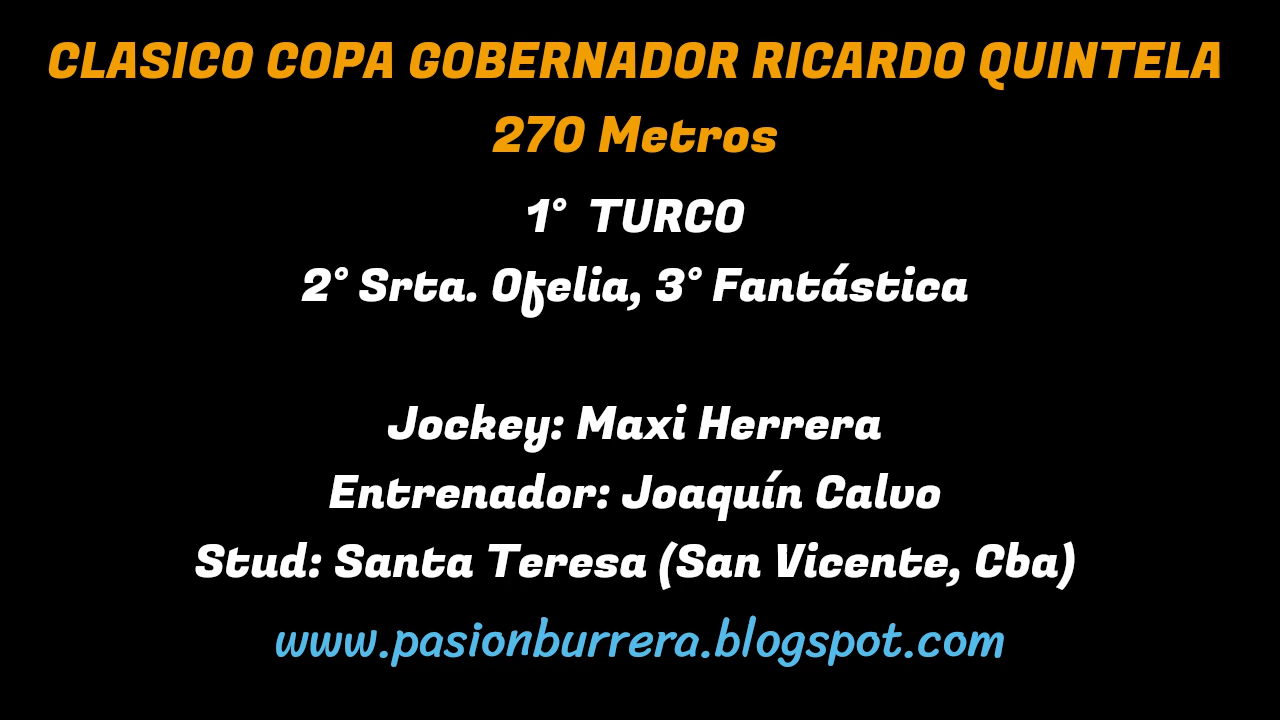 CLASICO COPA GOBERNADOR RICARDO QUINTELA
270 Metros
1° TURCO
2° Srta. Ofelia, 3° Fantástica
Jockey: Maxi Herrera
Entrenador: Joaquín Calvo
Stud: Santa Teresa (San Vicente, Cba)
www.pasionburrera.blogspot.com